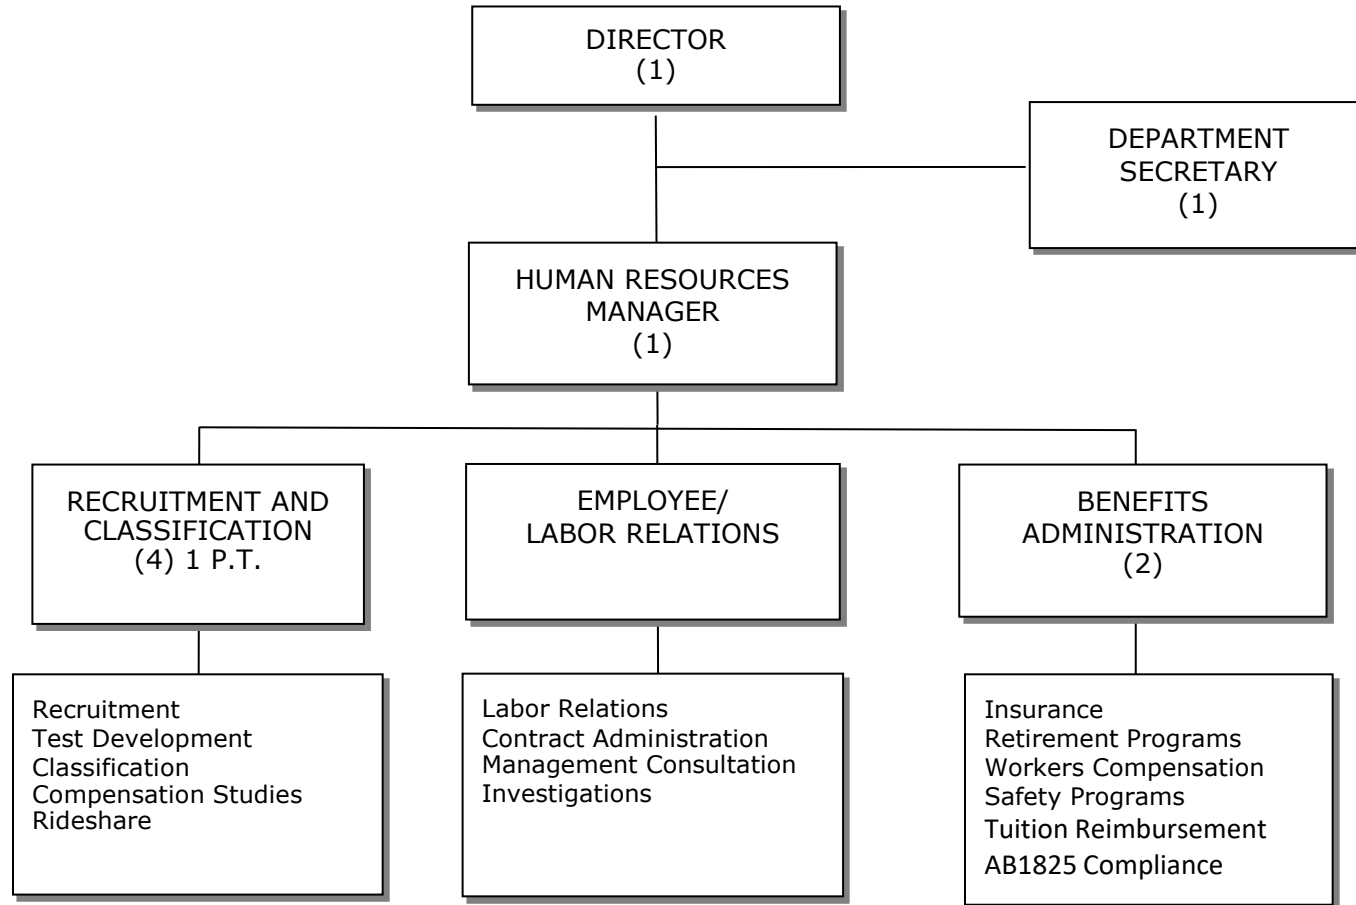 DIRECTOR
(1)
DEPARTMENT
SECRETARY
(1)
HUMAN RESOURCES
MANAGER
(1)
RECRUITMENT AND
CLASSIFICATION
(4) 1 P.T.
EMPLOYEE/
LABOR RELATIONS
BENEFITS
ADMINISTRATION
(2)
Recruitment
Test Development
Classification
Compensation Studies
Rideshare
Labor Relations
Contract Administration
Management Consultation
Investigations
Insurance
Retirement Programs
Workers Compensation
Safety Programs
Tuition Reimbursement
AB1825 Compliance